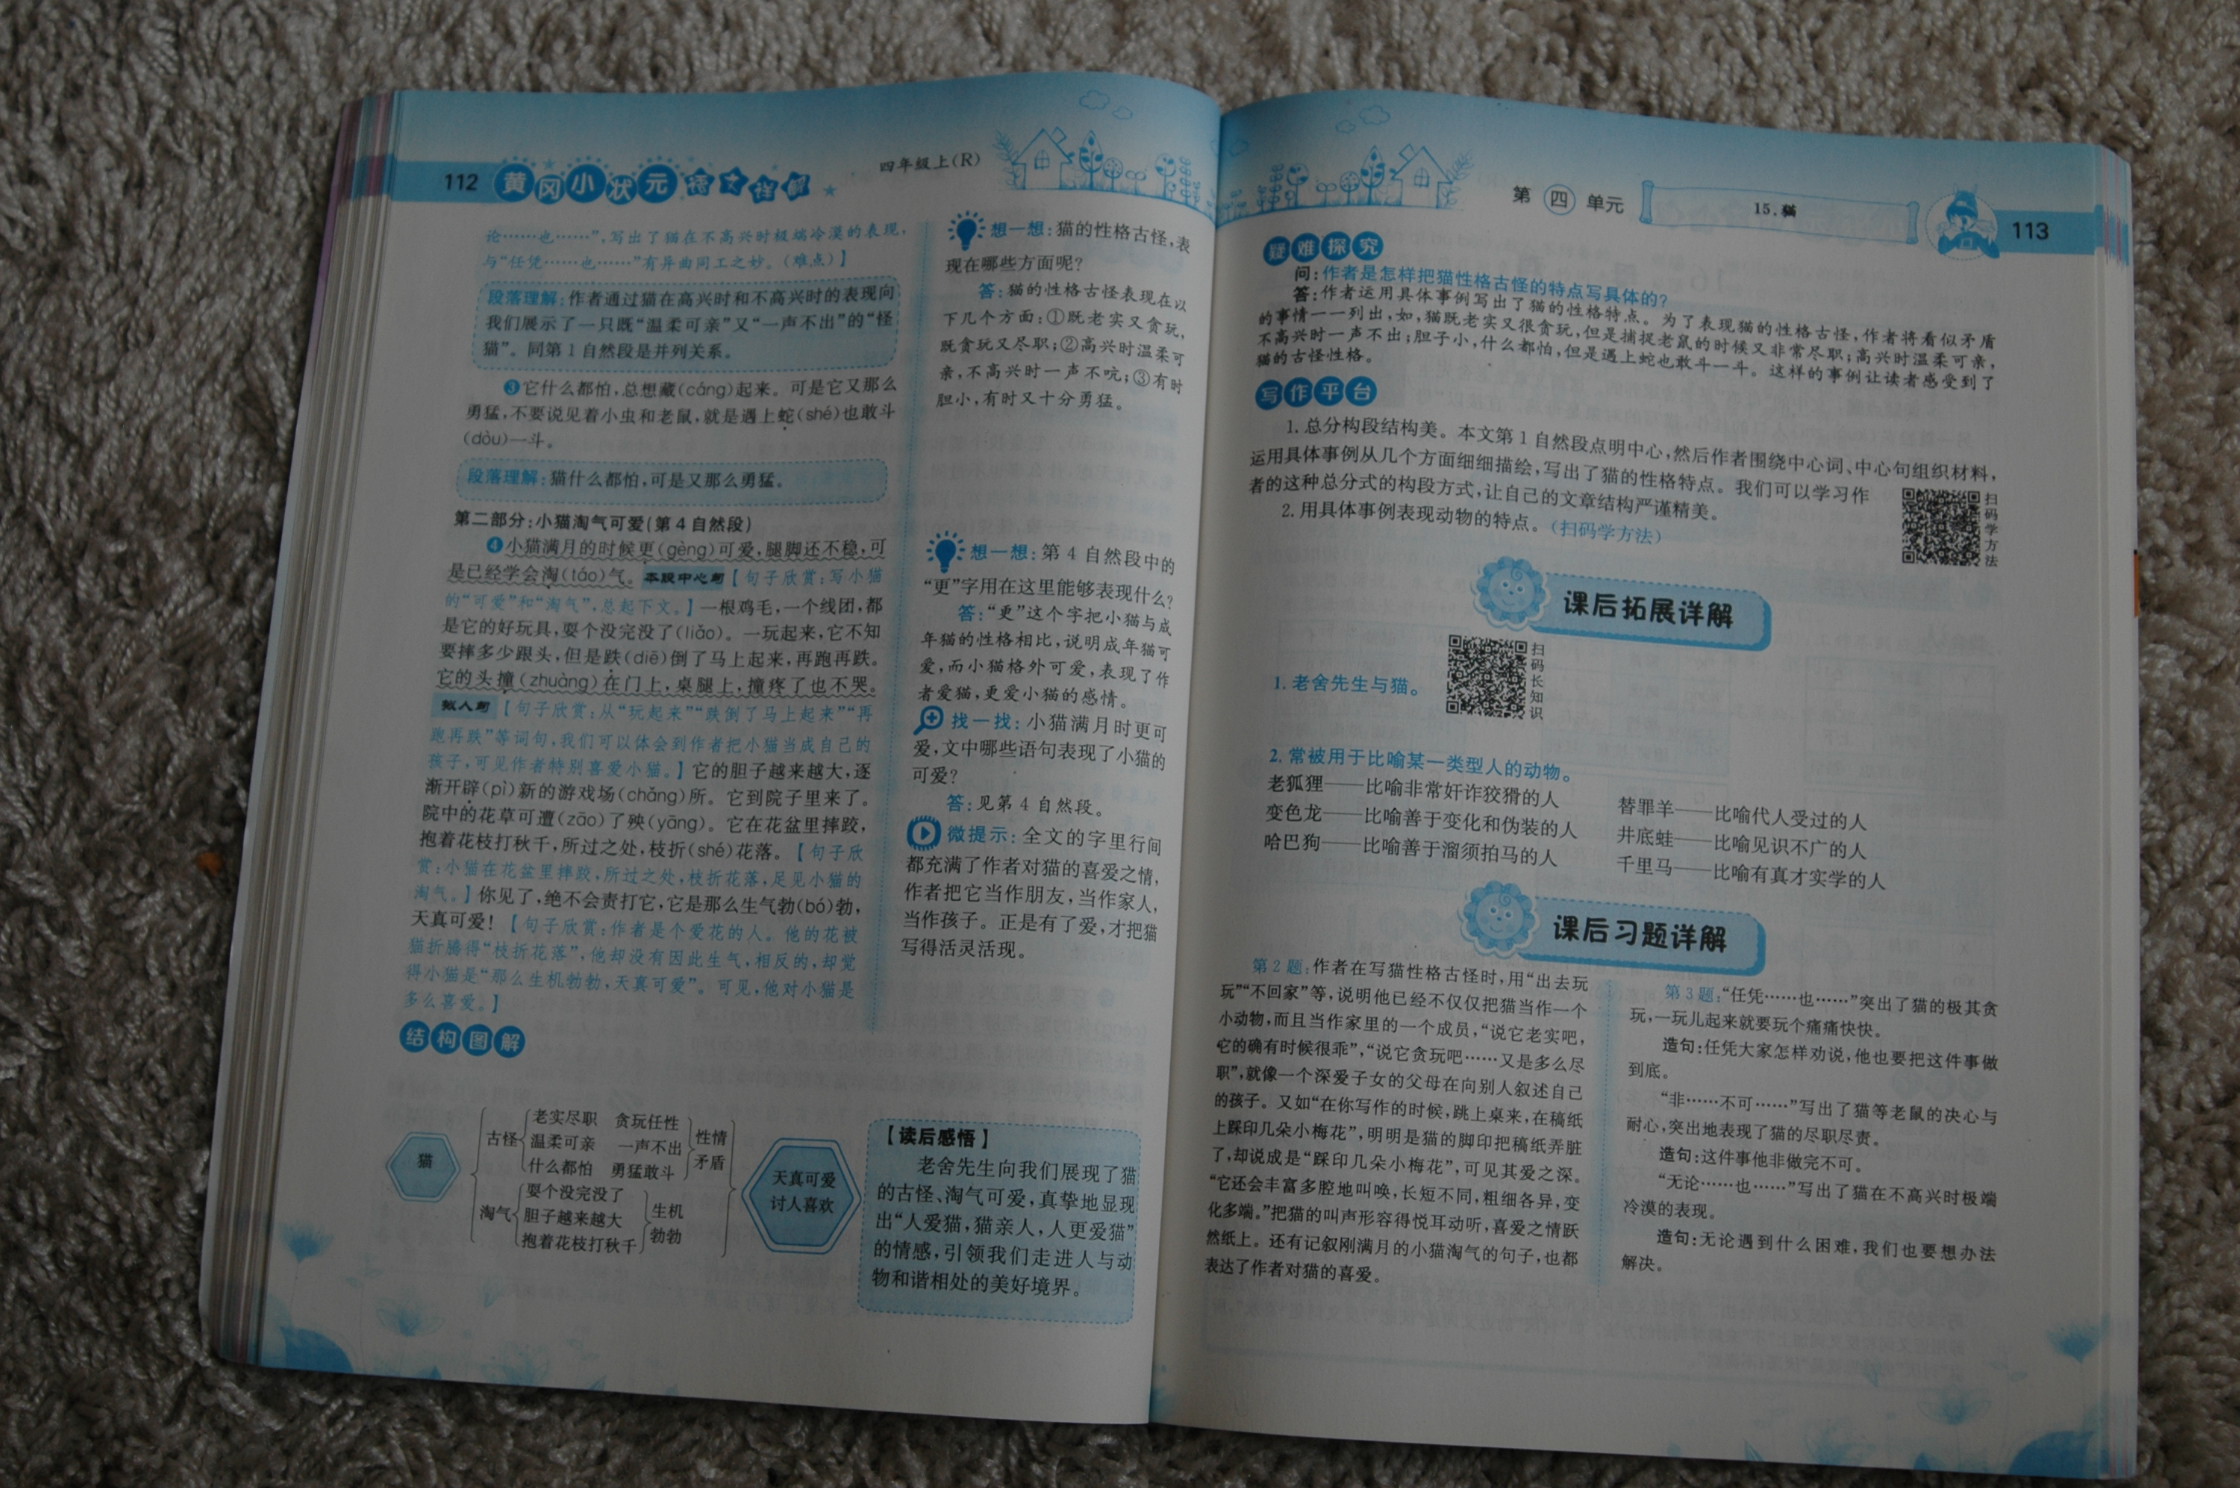 112 黄冈小状元 四年级上(R)
论…………也……”,写出了猫在不高兴时极端冷漠的表现,
与“任凭……也……”有异曲同工之妙。(难点)】
段落理解:作者通过猫在高兴时和不高兴时的表现向
我们展示了一只既“温柔可亲”又“一声不出”的“怪
猫”。同第1自然段是并列关系。
❸它什么都怕,总想藏(cáng)起来。可是它又那么
勇猛,不要说见着小虫和老鼠,就是遇上蛇(shé)也敢斗
(dòu)一斗。
段落理解:猫什么都怕,可是又那么勇猛。
第二部分:小猫淘气可爱(第4自然段)
❹小猫满月的时候更(gèng)可爱,腿脚还不稳,可
是已经学会淘(táo)气。本段中心句【句子欣赏:写小猫
的“可爱”和“淘气”,总起下文。】一根鸡毛,一个线团,都
是它的好玩具,耍个没完没了(liǎo)。一玩起来,它不知
要摔多少跟头,但是跌(diē)倒了马上起来,再跑再跌。
它的头撞(zhuàng)在门上,桌腿上,撞疼了也不哭。
拟人句【句子欣赏:从“玩起来”“跌倒了马上起来”“再
跑再跌”等词句,我们可以体会到作者把小猫当成自己的
孩子,可见作者特别喜爱小猫。】它的胆子越来越大,逐
渐开辟(pì)新的游戏场(chǎng)所。它到院子里来了。
院中的花草可遭(zāo)了殃(yāng)。它在花盆里摔跤,
抱着花枝打秋千,所过之处,枝折(shé)花落。【句子欣
赏:小猫在花盆里摔跤,所过之处,枝折花落,足见小猫的
淘气。】你见了,绝不会责打它,它是那么生气勃(bó)勃,
天真可爱!【句子欣赏:作者是个爱花的人。他的花被
猫折腾得“枝折花落”,他却没有因此生气,相反的,却觉
得小猫是“那么生机勃勃,天真可爱”。可见,他对小猫是
多么喜爱。】
想一想:猫的性格古怪,表
现在哪些方面呢?
答:猫的性格古怪表现在以
下几个方面:①既老实又贪玩,
既贪玩又尽职;②高兴时温柔可
亲,不高兴时一声不吭;③有时
胆小,有时又十分勇猛。
想一想:第4自然段中的
“更”字用在这里能够表现什么?
答:“更”这个字把小猫与成
年猫的性格相比,说明成年猫可
爱,而小猫格外可爱,表现了作
者爱猫,更爱小猫的感情。
找一找:小猫满月时更可
爱,文中哪些语句表现了小猫的
可爱?
答:见第4自然段。
微提示:全文的字里行间
都充满了作者对猫的喜爱之情,
作者把它当作朋友,当作家人,
当作孩子。正是有了爱,才把猫
写得活灵活现。
结构图解
猫
古怪
老实尽职 贪玩任性
温柔可亲 一声不出
什么都怕 勇猛敢斗
性情
矛盾
淘气
耍个没完没了
胆子越来越大
抱着花枝打秋千
生机
勃勃
天真可爱
讨人喜欢
【读后感悟】
老舍先生向我们展现了猫
的古怪、淘气可爱,真挚地显现
出“人爱猫,猫亲人,人更爱猫”
的情感,引领我们走进人与动
物和谐相处的美好境界。
第四单元 15.猫 113
疑难探究
问:作者是怎样把猫性格古怪的特点写具体的?
答:作者运用具体事例写出了猫的性格特点。为了表现猫的性格古怪,作者将看似矛盾
的事情一一列出,如,猫既老实又很贪玩,但是捕捉老鼠的时候又非常尽职;高兴时温柔可亲,
不高兴时一声不出;胆子小,什么都怕,但是遇上蛇也敢斗一斗。这样的事例让读者感受到了
猫的古怪性格。
写作平台
1.总分构段结构美。本文第1自然段点明中心,然后作者围绕中心词、中心句组织材料,
运用具体事例从几个方面细细描绘,写出了猫的性格特点。我们可以学习作
者的这种总分式的构段方式,让自己的文章结构严谨精美。
2.用具体事例表现动物的特点。(扫码学方法)
扫码学方法
课后拓展详解
1.老舍先生与猫。
扫码长知识
2.常被用于比喻某一类型人的动物。
老狐狸——比喻非常奸诈狡猾的人 替罪羊——比喻代人受过的人
变色龙——比喻善于变化和伪装的人 井底蛙——比喻见识不广的人
哈巴狗——比喻善于溜须拍马的人 千里马——比喻有真才实学的人
课后习题详解
第2题:作者在写猫性格古怪时,用“出去玩
玩”“不回家”等,说明他已经不仅仅把猫当作一个
小动物,而且当作家里的一个成员,“说它老实吧,
它的确有时候很乖”,“说它贪玩吧……又是多么尽
职”,就像一个深爱子女的父母在向别人叙述自己
的孩子。又如“在你写作的时候,跳上桌来,在稿纸
上踩印几朵小梅花”,明明是猫的脚印把稿纸弄脏
了,却说成是“踩印几朵小梅花”,可见其爱之深。
“它还会丰富多腔地叫唤,长短不同,粗细各异,变
化多端。”把猫的叫声形容得悦耳动听,喜爱之情跃
然纸上。还有记叙刚满月的小猫淘气的句子,也都
表达了作者对猫的喜爱。
第3题:“任凭……也……”突出了猫的极其贪
玩,一玩儿起来就要玩个痛痛快快。
造句:任凭大家怎样劝说,他也要把这件事做
到底。
“非……不可……”写出了猫等老鼠的决心与
耐心,突出地表现了猫的尽职尽责。
造句:这件事他非做完不可。
“无论……也……”写出了猫在不高兴时极端
冷漠的表现。
造句:无论遇到什么困难,我们也要想办法
解决。